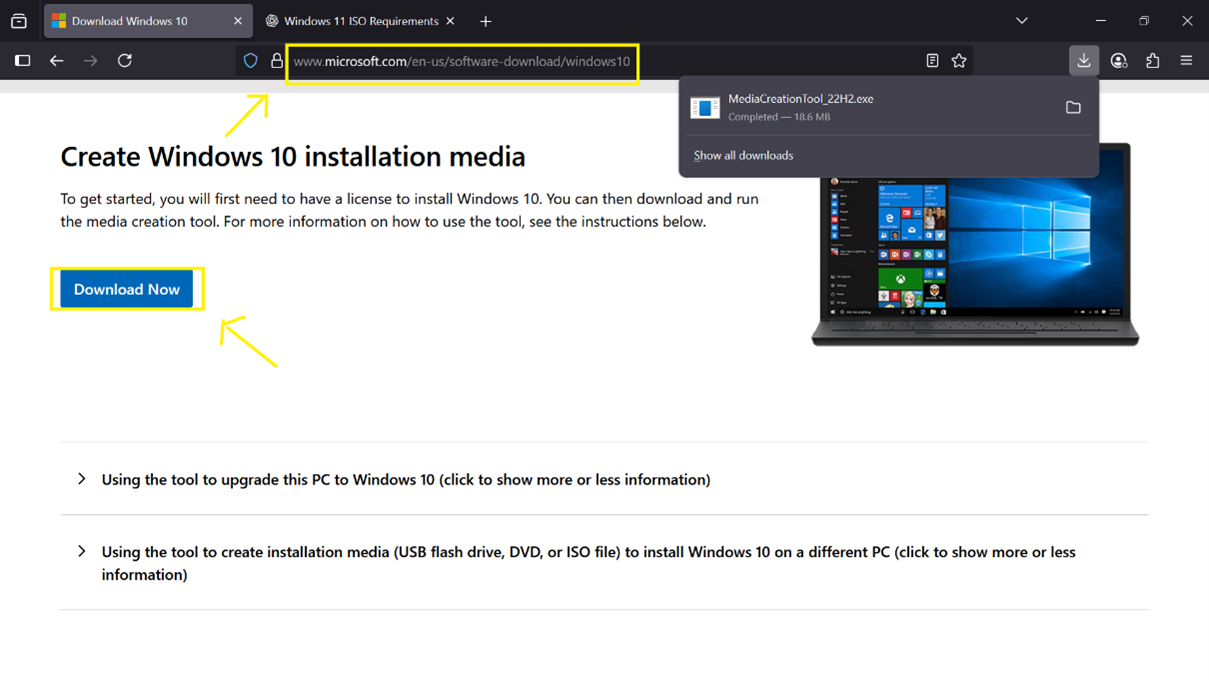 Download Windows 10
Windows 11 ISO Requirements
www.microsoft.com/en-us/software-download/windows10
MediaCreationTool_22H2.exe
Completed — 18.6 MB
Show all downloads
Create Windows 10 installation media
To get started, you will first need to have a license to install Windows 10. You can then download and run
the media creation tool. For more information on how to use the tool, see the instructions below.
Download Now
Using the tool to upgrade this PC to Windows 10 (click to show more or less information)
Using the tool to create installation media (USB flash drive, DVD, or ISO file) to install Windows 10 on a different PC (click to show more or less
information)